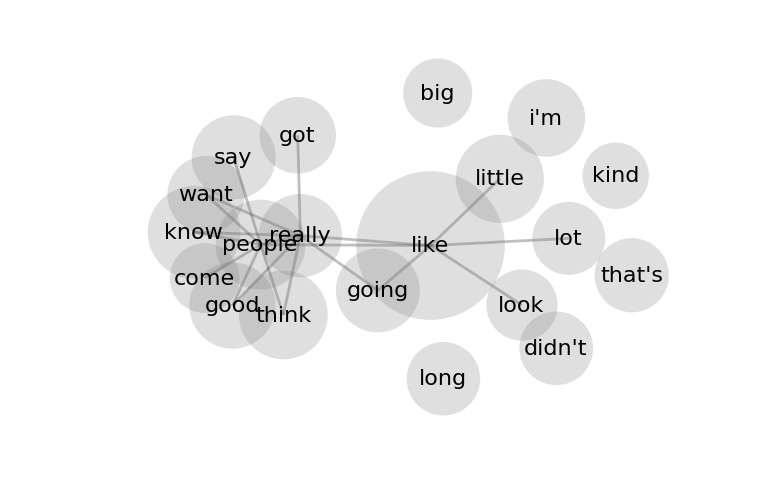 big
i'm
got
say
kind
little
want
know
really
people
like
lot
come
that's
going
good
look
think
didn't
long